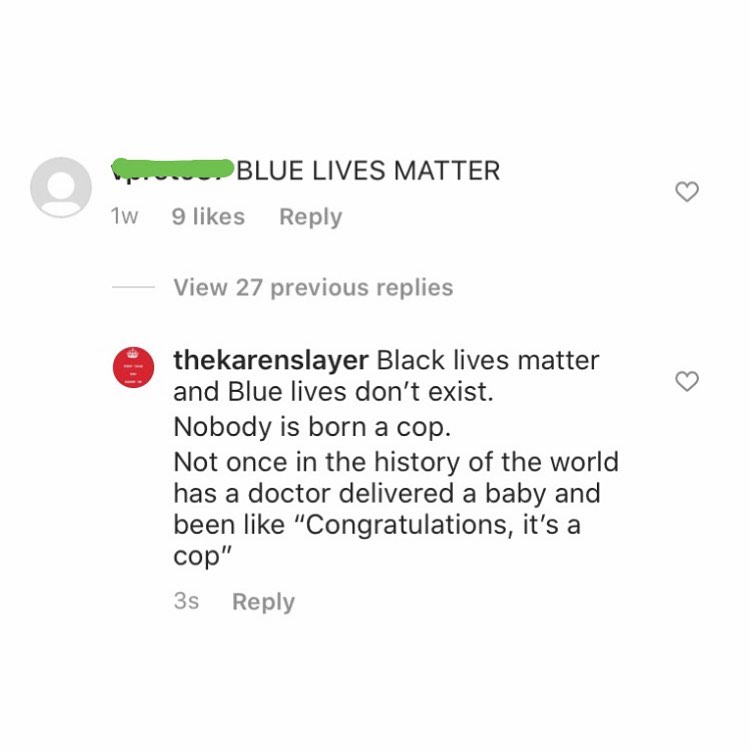 BLUE LIVES MATTER
1w 9 likes Reply
View 27 previous replies
thekarenslayer Black lives matter
and Blue lives don’t exist.
Nobody is born a cop.
Not once in the history of the world
has a doctor delivered a baby and
been like “Congratulations, it’s a
cop”
3s Reply